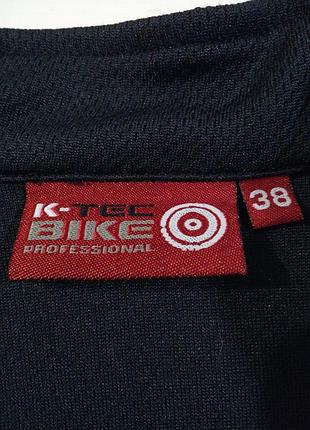 K-TEC
BIKE
PROFESSIONAL
38